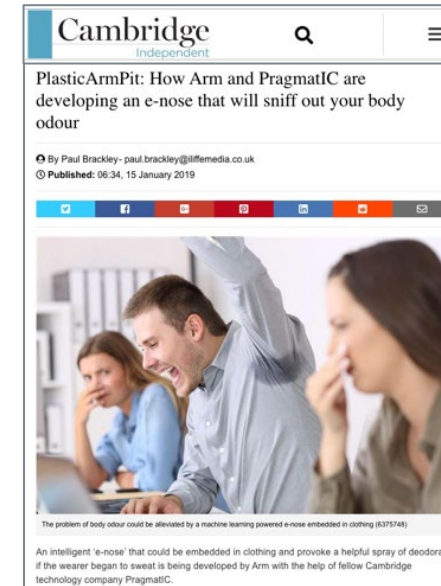 Cambridge
Independent
PlasticArmPit: How Arm and PragmatIC are
developing an e-nose that will sniff out your body
odour
By Paul Brackley- paul.brackley@iliffemedia.co.uk
Published: 06:34, 15 January 2019
The problem of body odour could be alleviated by a machine learning powered e-nose embedded in clothing (6375748)
An intelligent 'e-nose' that could be embedded in clothing and provoke a helpful spray of deodora
if the wearer began to sweat is being developed by Arm with the help of fellow Cambridge
technology company PragmatIC.